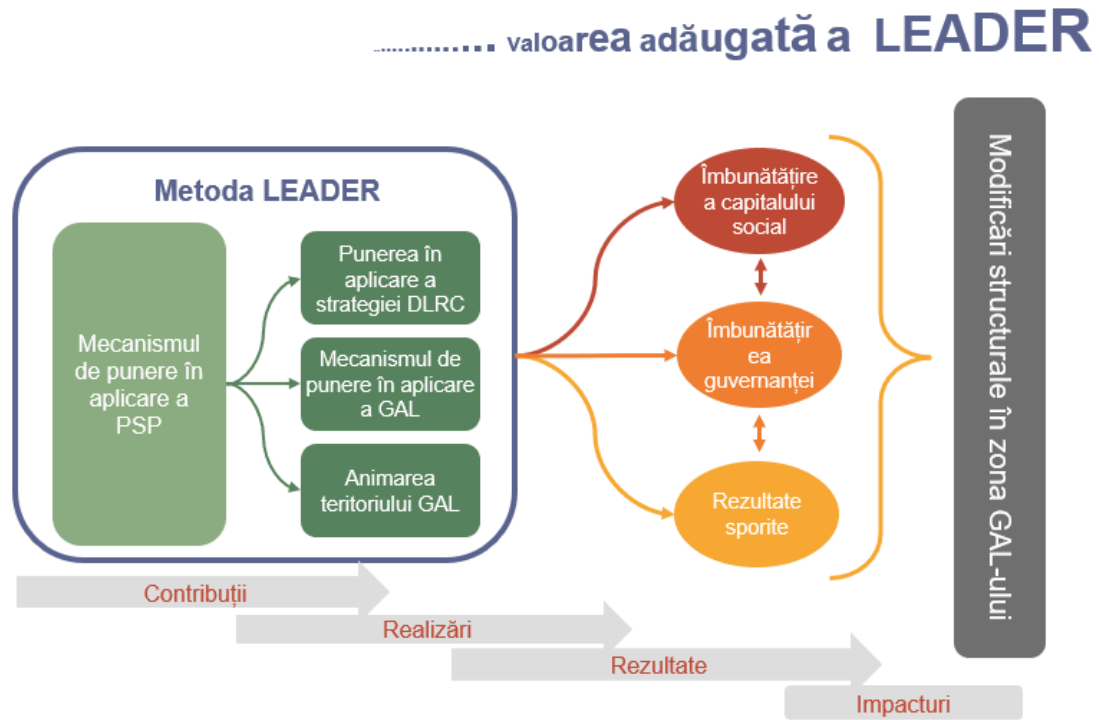 ............... valoarea adăugată a LEADER
Metoda LEADER
Mecanismul
de punere în
aplicare a
PSP
Punerea în
aplicare a
strategiei DLRC
Mecanismul de
punere în aplicare
a GAL
Animarea
teritoriului GAL
Îmbunătățire
a capitalului
social
Îmbunătățir
ea
guvernanței
Rezultate
sporite
Modificări structurale în zona GAL-ului
Contribuții
Realizări
Rezultate
Impacturi